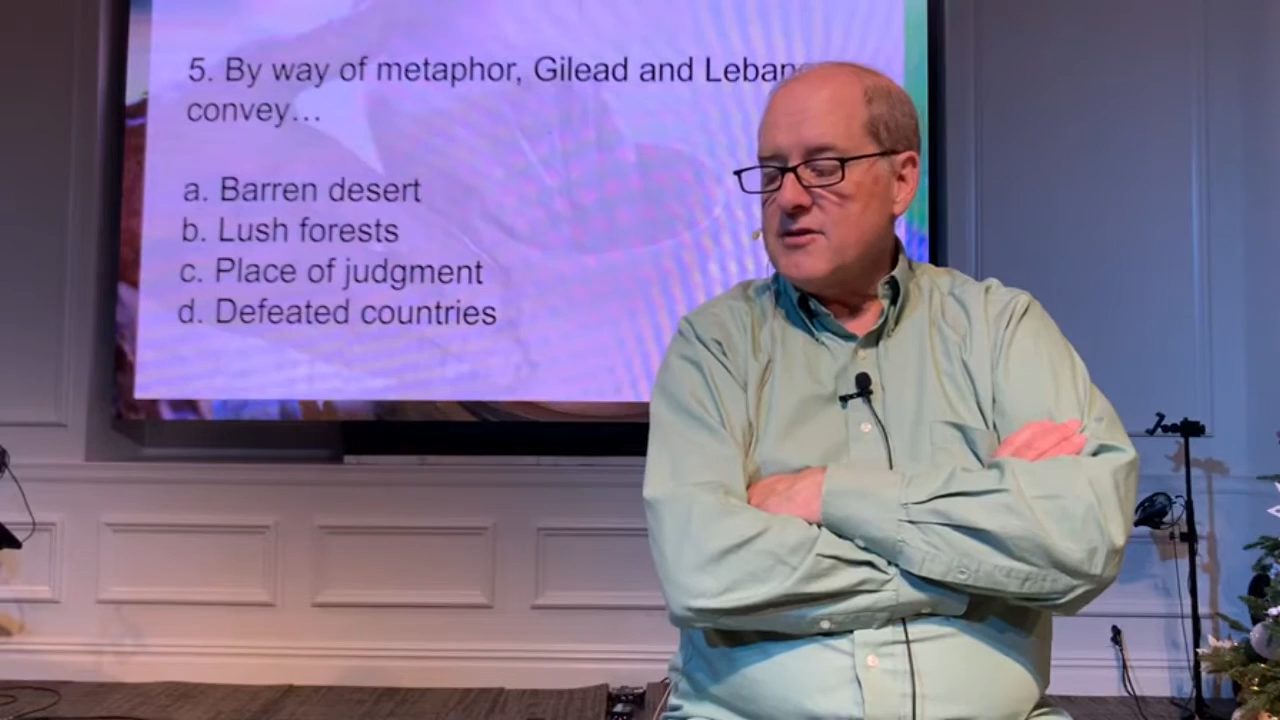 5. By way of metaphor, Gilead and
convey…
a. Barren desert
b. Lush forests
c. Place of judgment
d. Defeated countries